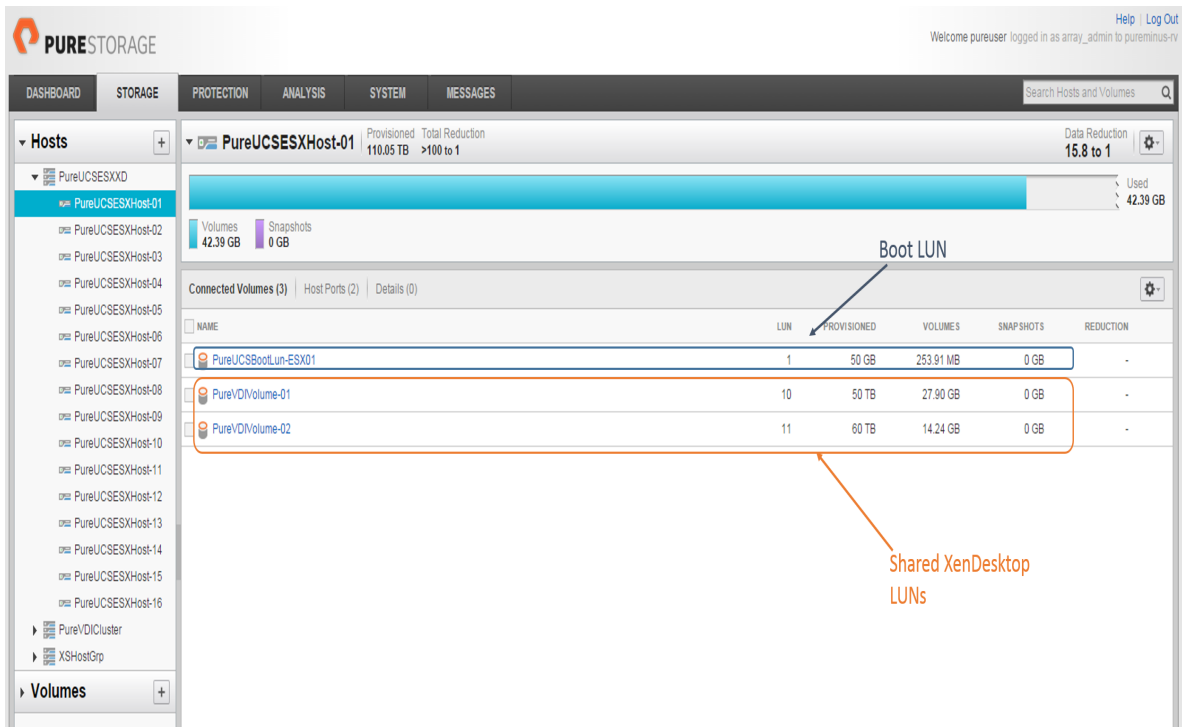 Help | Log Out
PURESTORAGE
Welcome pureuser logged in as array_admin to pureminus-rv
DASHBOARD STORAGE PROTECTION ANALYSIS SYSTEM MESSAGES Search Hosts and Volumes
Hosts +
PureUCSESXXD
PureUCSESXHost-01
PureUCSESXHost-02
PureUCSESXHost-03
PureUCSESXHost-04
PureUCSESXHost-05
PureUCSESXHost-06
PureUCSESXHost-07
PureUCSESXHost-08
PureUCSESXHost-09
PureUCSESXHost-10
PureUCSESXHost-11
PureUCSESXHost-12
PureUCSESXHost-13
PureUCSESXHost-14
PureUCSESXHost-15
PureUCSESXHost-16
PureVDICluster
XSHostGrp
Volumes +
PureUCSESXHost-01
Provisioned Total Reduction
110.05 TB >100 to 1
Data Reduction
15.8 to 1
Used
42.39 GB
Volumes Snapshots
42.39 GB 0 GB
Boot LUN
Connected Volumes (3) | Host Ports (2) | Details (0)
NAME LUN PROVISIONED VOLUMES SNAPSHOTS REDUCTION
PureUCSBootLun-ESX01 1 50 GB 253.91 MB 0 GB -
PureVDIVolume-01 10 50 TB 27.90 GB 0 GB -
PureVDIVolume-02 11 60 TB 14.24 GB 0 GB -
Shared XenDesktop
LUNs